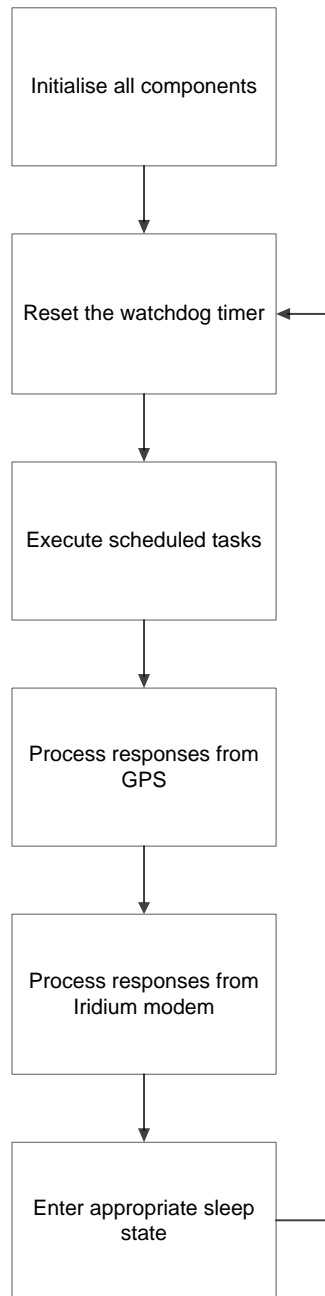 Initialise all components
Reset the watchdog timer
Execute scheduled tasks
Process responses from
GPS
Process responses from
Iridium modem
Enter appropriate sleep
state